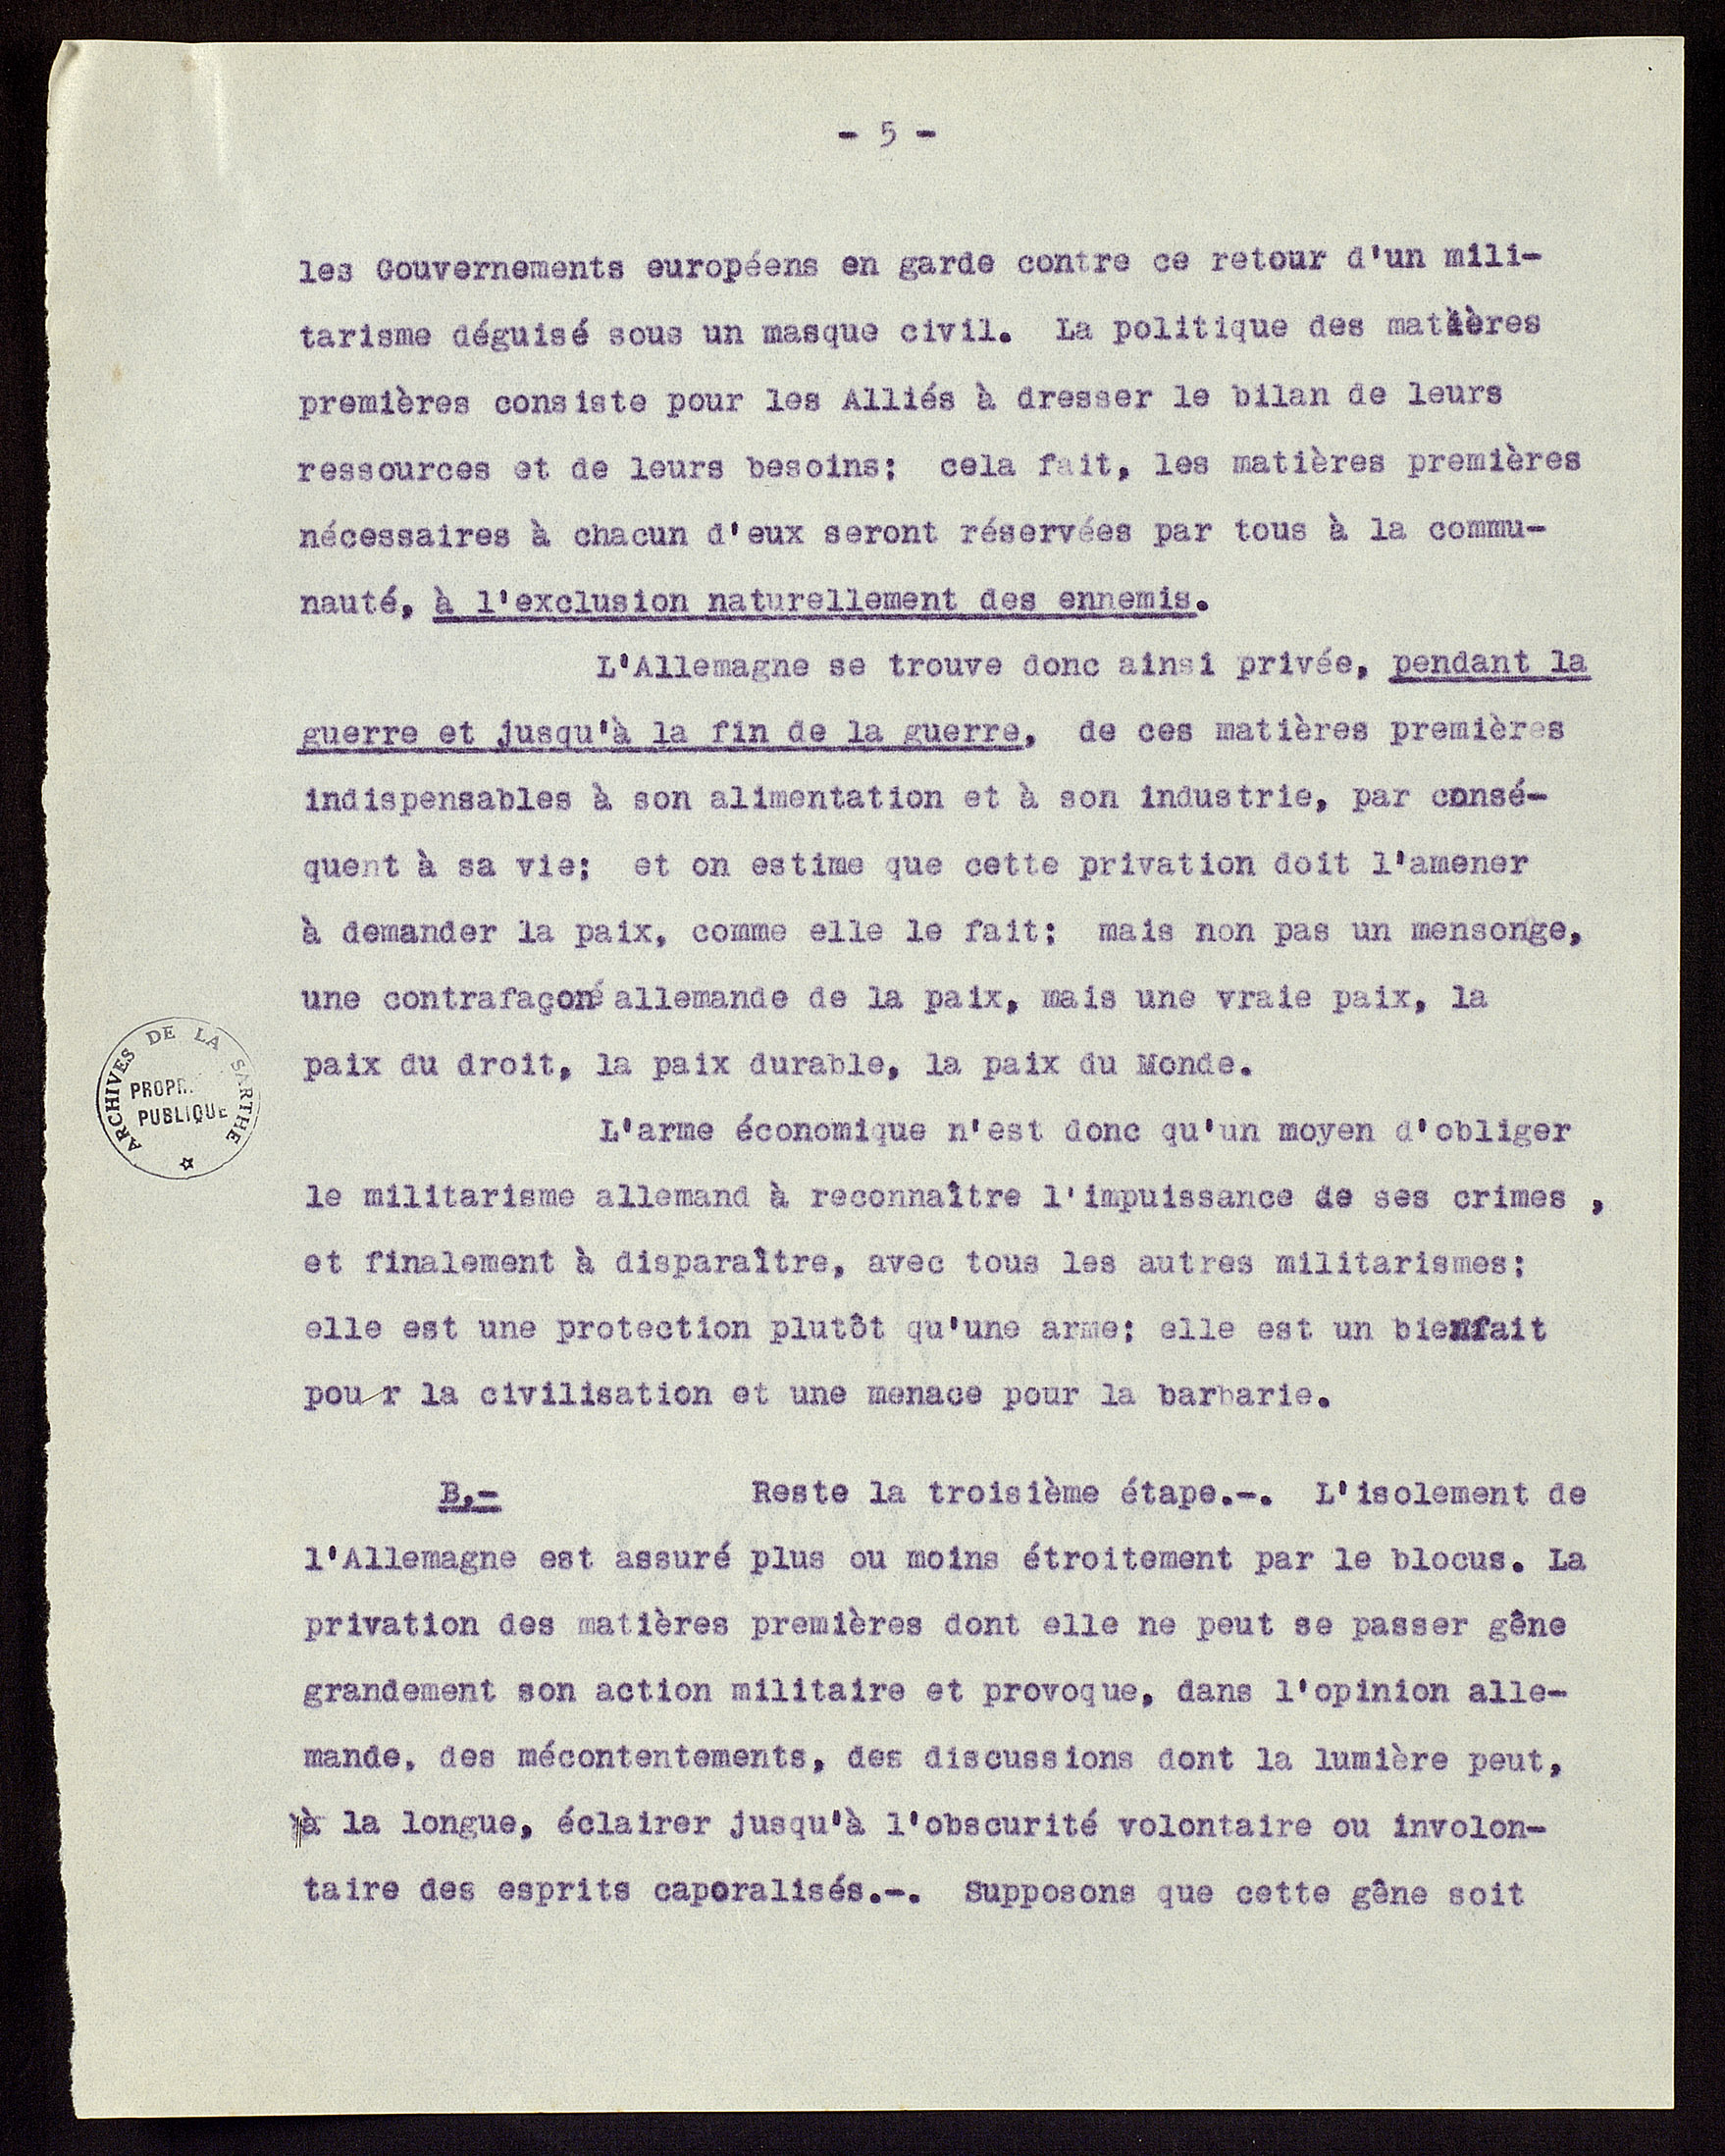 - 5 -
les Gouvernements européens en garde contre ce retour d'un mili-
tarisme déguisé sous un masque civil. La politique des matières
premières consiste pour les Alliés à dresser le bilan de leurs
ressources et de leurs besoins; cela fait, les matières premières
nécessaires à chacun d'eux seront réservées par tous à la commu-
nauté, à l'exclusion naturellement des ennemis.
L'Allemagne se trouve donc ainsi privée, pendant la
guerre et jusqu'à la fin de la guerre, de ces matières premières
indispensables à son alimentation et à son industrie, par consé-
quent à sa vie; et on estime que cette privation doit l'amener
à demander la paix, comme elle le fait; mais non pas un mensonge,
une contrafaçon allemande de la paix, mais une vraie paix, la
paix du droit, la paix durable, la paix du Monde.
L'arme économique n'est donc qu'un moyen d'obliger
le militarisme allemand à reconnaître l'impuissance de ses crimes ,
et finalement à disparaître, avec tous les autres militarismes;
elle est une protection plutôt qu'une arme; elle est un bienfait
pou r la civilisation et une menace pour la barbarie.
B.- Reste la troisième étape.-. L'isolement de
l'Allemagne est assuré plus ou moins étroitement par le blocus. La
privation des matières premières dont elle ne peut se passer gêne
grandement son action militaire et provoque, dans l'opinion alle-
mande, des mécontentements, des discussions dont la lumière peut,
à la longue, éclairer jusqu'à l'obscurité volontaire ou involon-
taire des esprits caporalisés.-. Supposons que cette gêne soit
ARCHIVES DE LA SARTHE
PUBLIQUE